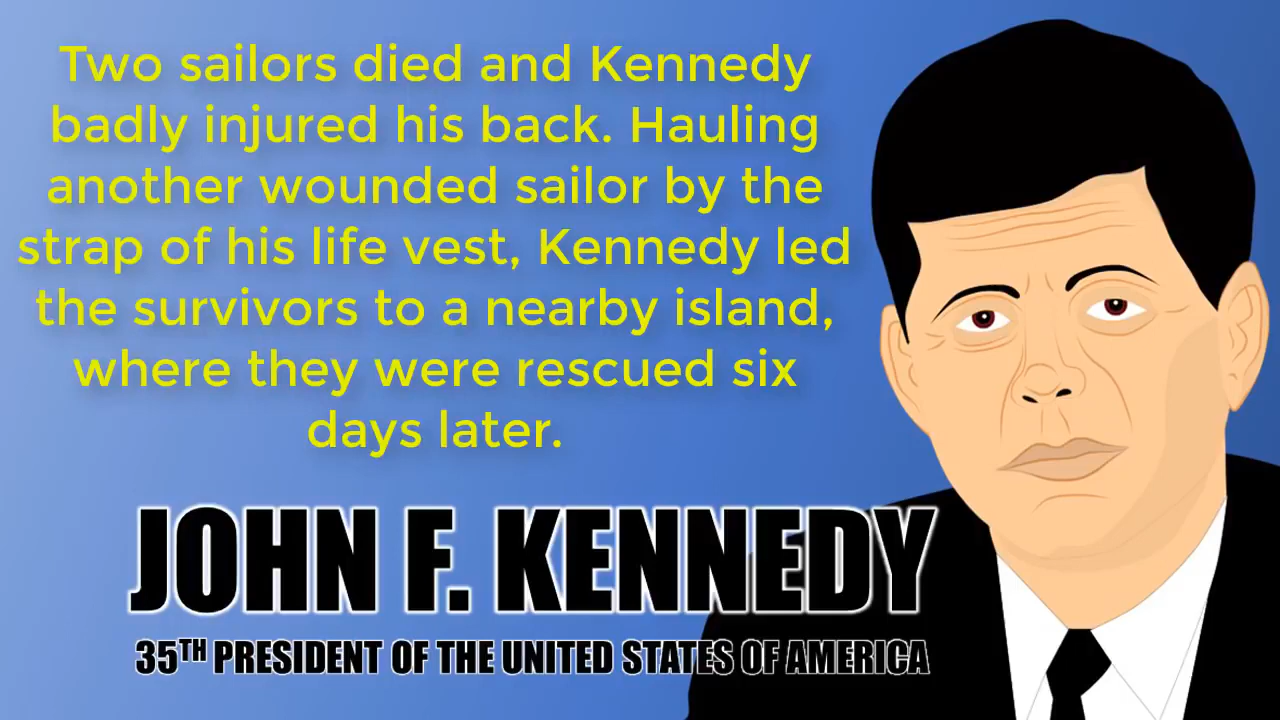 Two sailors died and Kennedy
badly injured his back. Hauling
another wounded sailor by the
strap of his life vest, Kennedy led
the survivors to a nearby island,
where they were rescued six
days later.
JOHN F. KENNEDY
35TH PRESIDENT OF THE UNITED STATES OF AMERICA